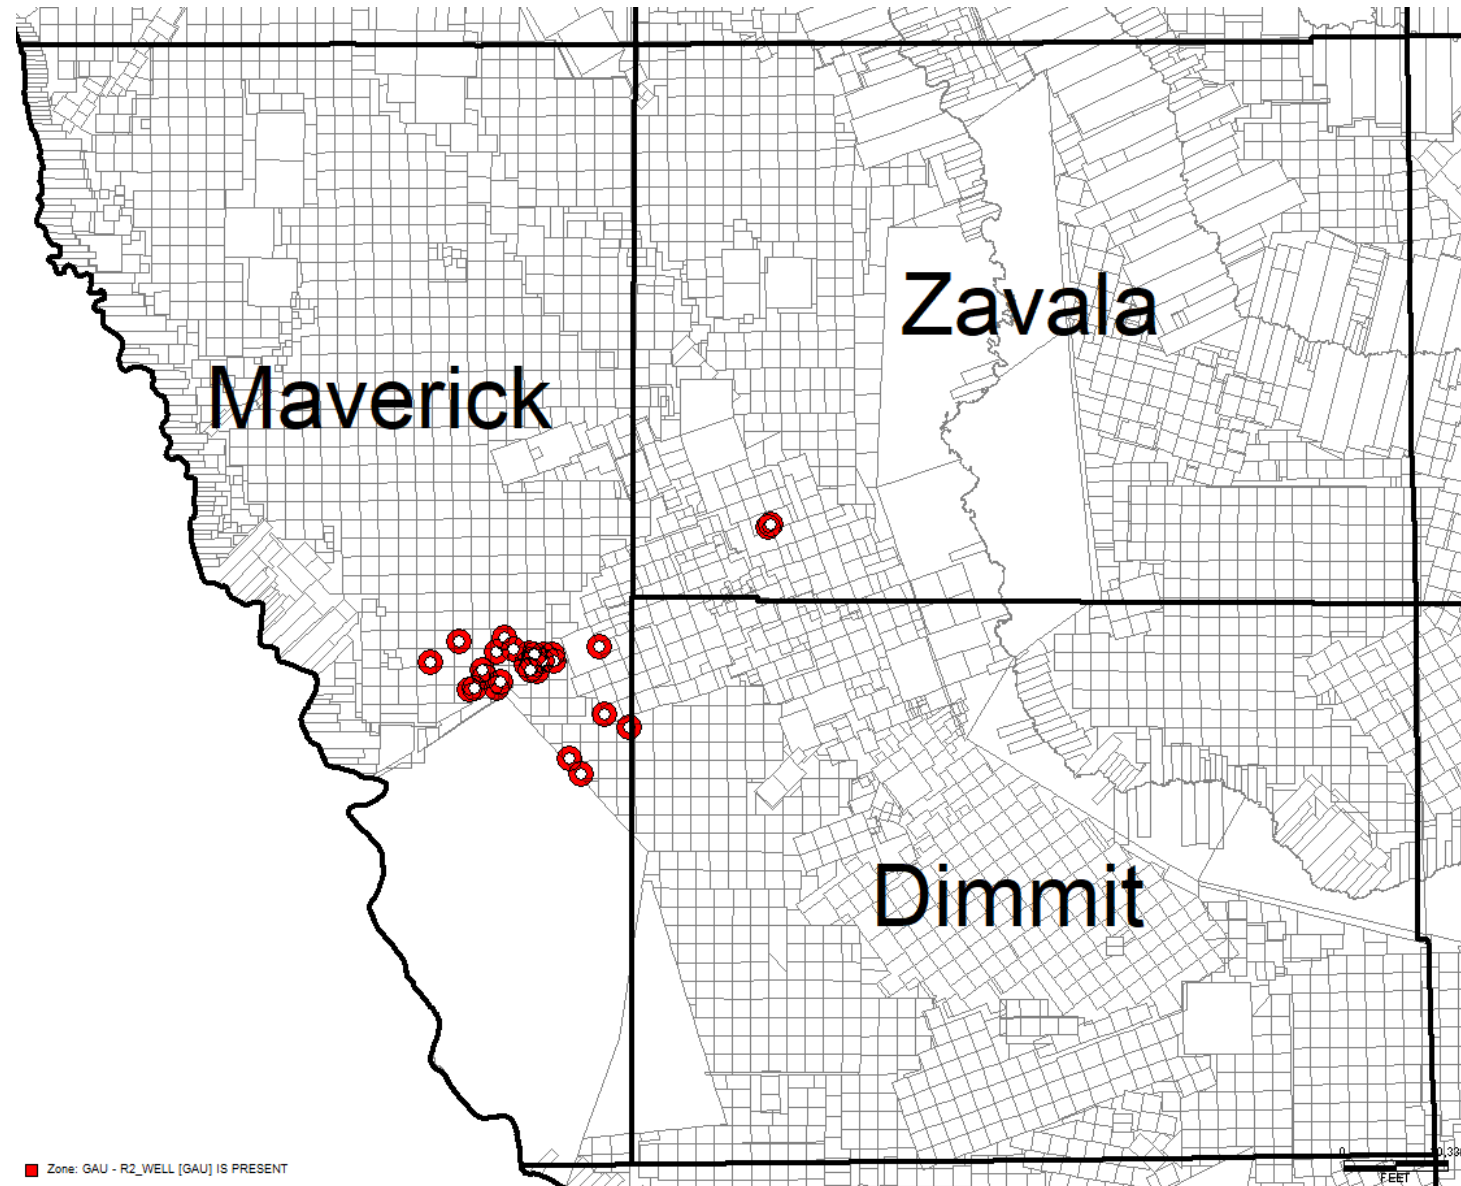 Zavala
Maverick
Dimmit
0
FEET
Zone: GAU - R2_WELL [GAU] IS PRESENT